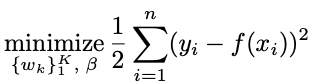 minimize_{\{w_k\}_1^K, β} \frac{1}{2} \sum_{i=1}^{n} (y_i − f(x_i))^2